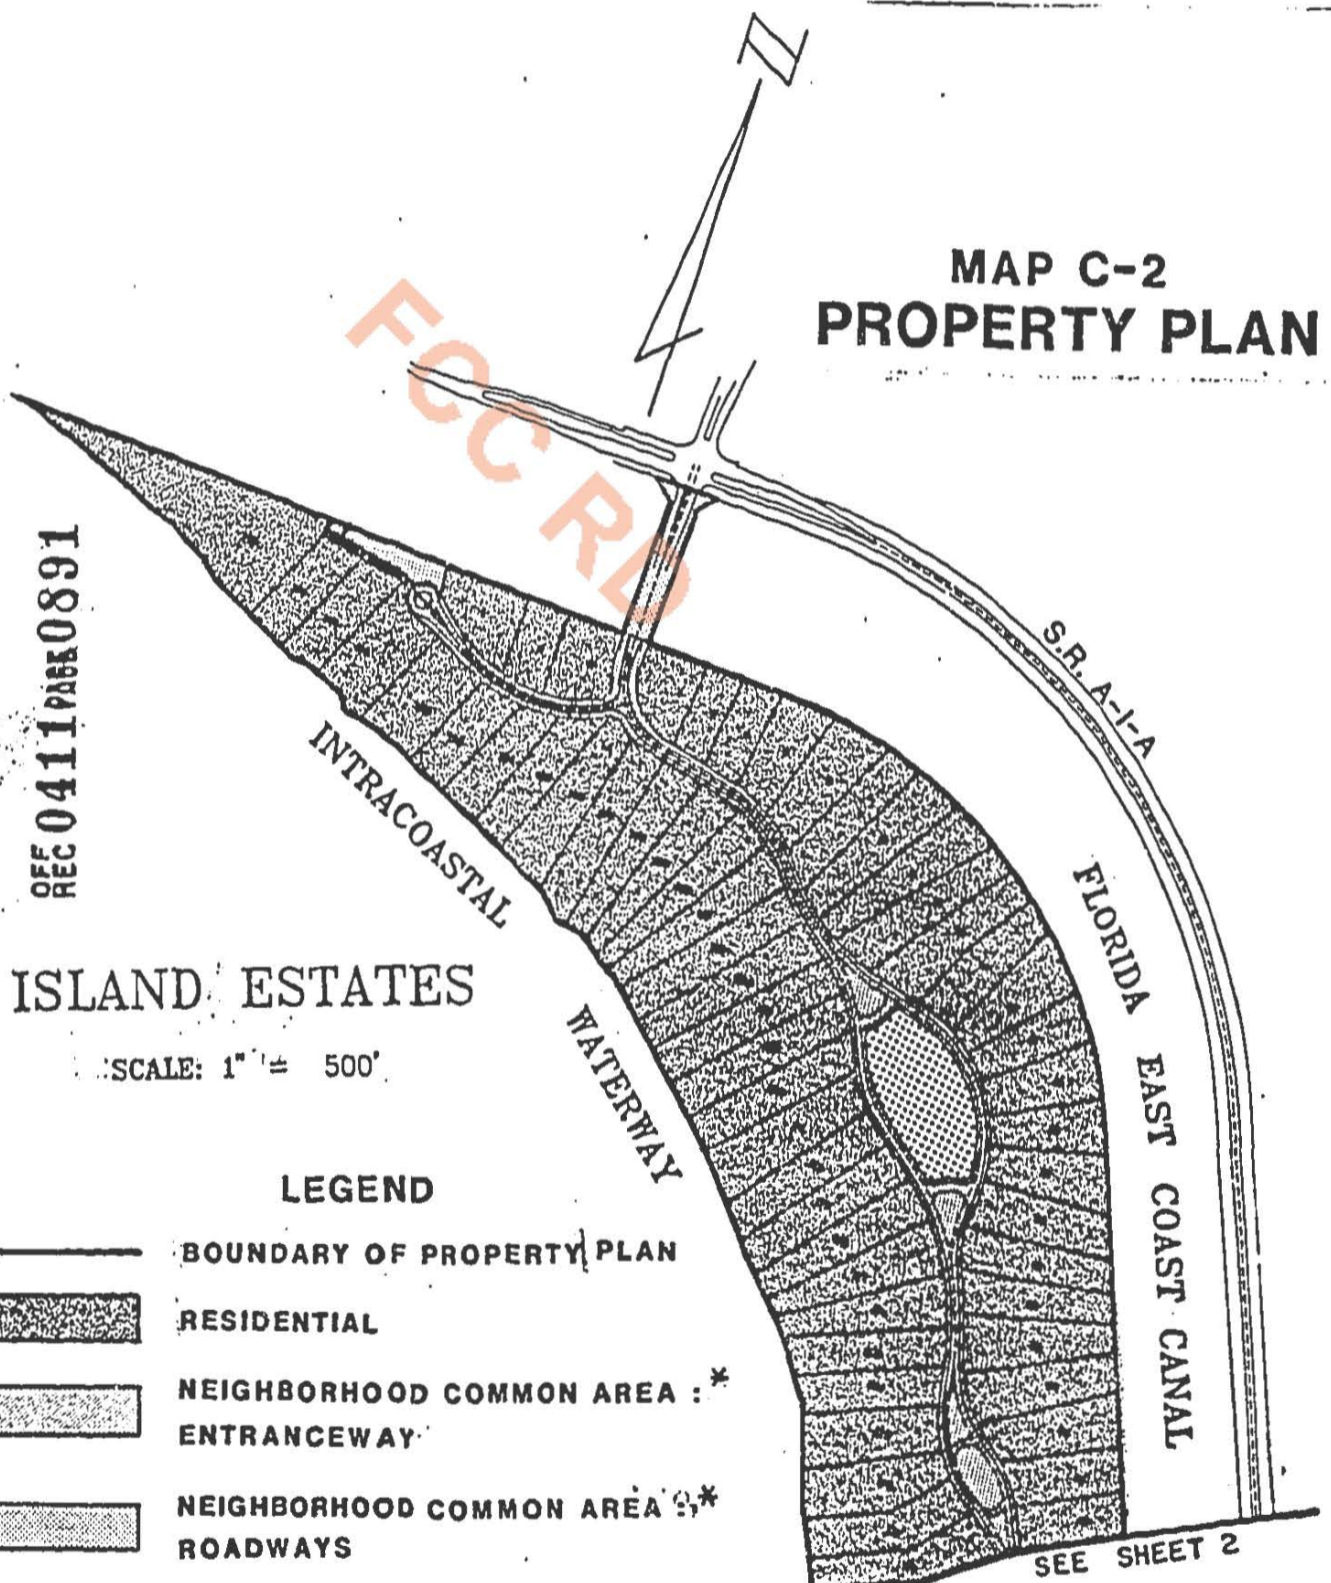 N
MAP C-2
PROPERTY PLAN
FCC RD
S.R. A-1-A
OFF REC 0411 PAGE 0891
INTRACOASTAL WATERWAY
FLORIDA EAST COAST CANAL
ISLAND ESTATES
SCALE: 1" = 500'
LEGEND
BOUNDARY OF PROPERTY PLAN
RESIDENTIAL
NEIGHBORHOOD COMMON AREA : *
ENTRANCEWAY
NEIGHBORHOOD COMMON AREA : *
ROADWAYS
SEE SHEET 2